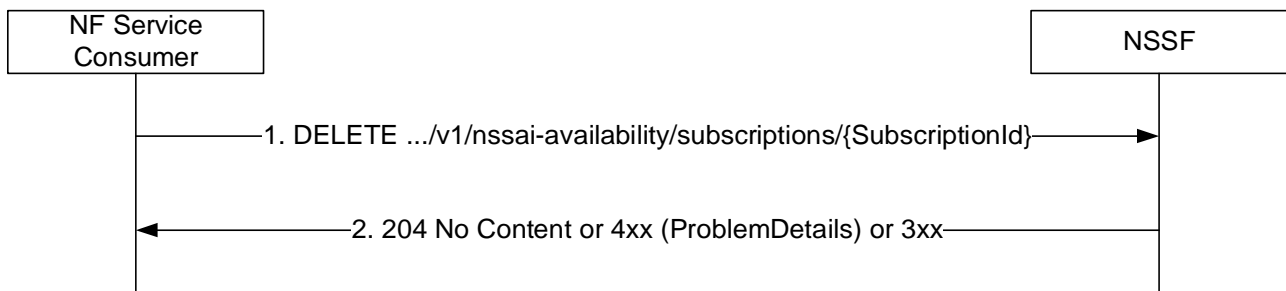 NF Service
Consumer
NSSF
1. DELETE .../v1/nssai-availability/subscriptions/{SubscriptionId}
2. 204 No Content or 4xx (ProblemDetails) or 3xx